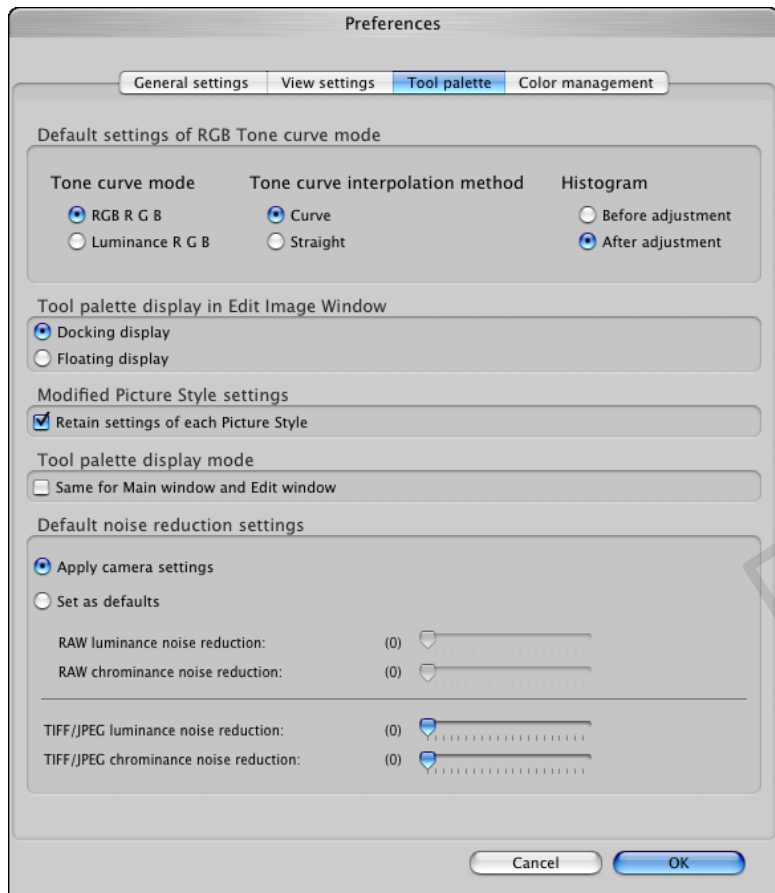 Preferences
General settings View settings Tool palette Color management
Default settings of RGB Tone curve mode
Tone curve mode Tone curve interpolation method Histogram
RGB R G B Curve Before adjustment
Luminance R G B Straight After adjustment
Tool palette display in Edit Image Window
Docking display
Floating display
Modified Picture Style settings
Retain settings of each Picture Style
Tool palette display mode
Same for Main window and Edit window
Default noise reduction settings
Apply camera settings
Set as defaults
RAW luminance noise reduction: (0)
RAW chrominance noise reduction: (0)
TIFF/JPEG luminance noise reduction: (0)
TIFF/JPEG chrominance noise reduction: (0)
Cancel OK